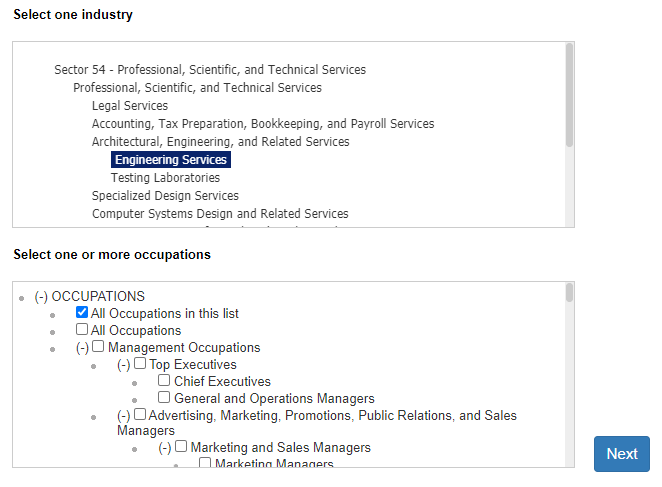 Select one industry
Sector 54 - Professional, Scientific, and Technical Services
Professional, Scientific, and Technical Services
Legal Services
Accounting, Tax Preparation, Bookkeeping, and Payroll Services
Architectural, Engineering, and Related Services
Engineering Services
Testing Laboratories
Specialized Design Services
Computer Systems Design and Related Services
Select one or more occupations
(-) OCCUPATIONS
All Occupations in this list
All Occupations
(-) Management Occupations
(-) Top Executives
Chief Executives
General and Operations Managers
(-) Advertising, Marketing, Promotions, Public Relations, and Sales
Managers
(-) Marketing and Sales Managers
Marketing Managers
Next